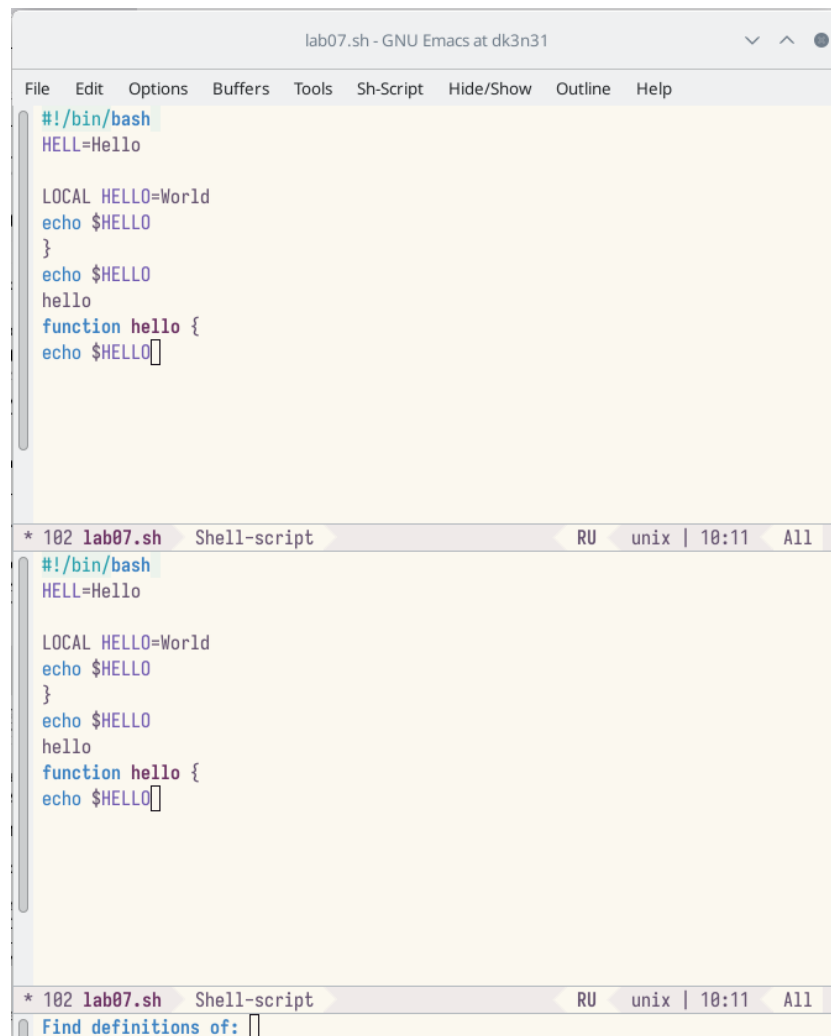 lab07.sh - GNU Emacs at dk3n31
File Edit Options Buffers Tools Sh-Script Hide/Show Outline Help
#!/bin/bash
HELL=Hello
LOCAL HELLO=World
echo $HELLO
}
echo $HELLO
hello
function hello {
echo $HELLO
* 102 lab07.sh Shell-script RU unix | 10:11 All
#!/bin/bash
HELL=Hello
LOCAL HELLO=World
echo $HELLO
}
echo $HELLO
hello
function hello {
echo $HELLO
* 102 lab07.sh Shell-script RU unix | 10:11 All
Find definitions of: